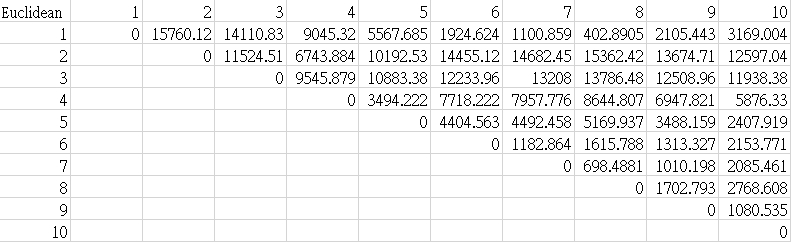 Euclidean 1 2 3 4 5 6 7 8 9 10
1 0 15760.12 14110.83 9045.32 5567.685 1924.624 1100.859 402.8905 2105.443 3169.004
2 0 11524.51 6743.884 10192.53 14455.12 14682.45 15362.42 13674.71 12597.04
3 0 9545.879 10883.38 12233.96 13208 13786.48 12508.96 11938.38
4 0 3494.222 7718.222 7957.776 8644.807 6947.821 5876.33
5 0 4404.563 4492.458 5169.937 3488.159 2407.919
6 0 1182.864 1615.788 1313.327 2153.771
7 0 698.4881 1010.198 2085.461
8 0 1702.793 2768.608
9 0 1080.535
10 0